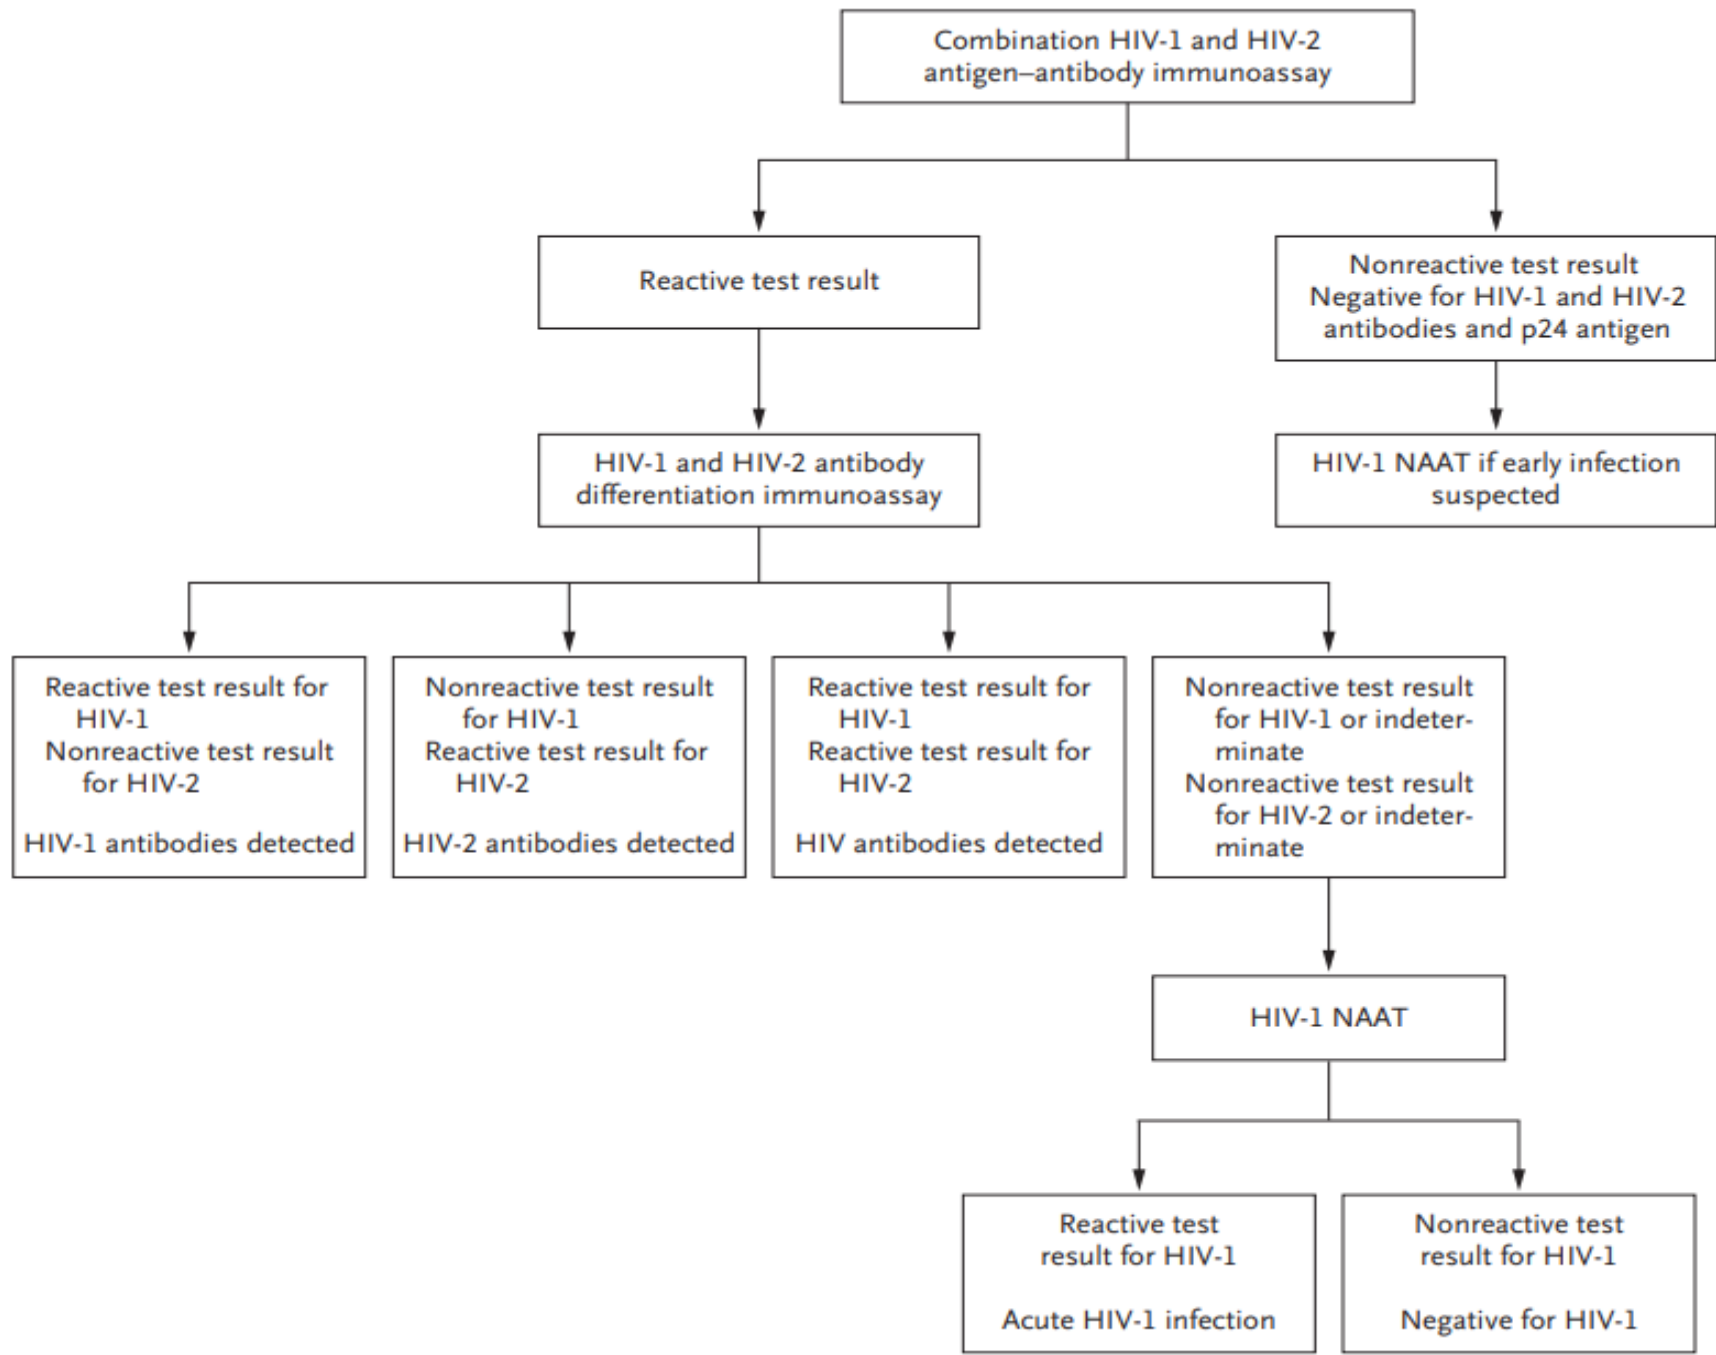 Combination HIV-1 and HIV-2
antigen–antibody immunoassay
Reactive test result
Nonreactive test result
Negative for HIV-1 and HIV-2
antibodies and p24 antigen
HIV-1 and HIV-2 antibody
differentiation immunoassay
HIV-1 NAAT if early infection
suspected
Reactive test result for
HIV-1
Nonreactive test result
for HIV-2
HIV-1 antibodies detected
Nonreactive test result
for HIV-1
Reactive test result for
HIV-2
HIV-2 antibodies detected
Reactive test result for
HIV-1
Reactive test result for
HIV-2
HIV antibodies detected
Nonreactive test result
for HIV-1 or indeter-
minate
Nonreactive test result
for HIV-2 or indeter-
minate
HIV-1 NAAT
Reactive test
result for HIV-1
Acute HIV-1 infection
Nonreactive test
result for HIV-1
Negative for HIV-1